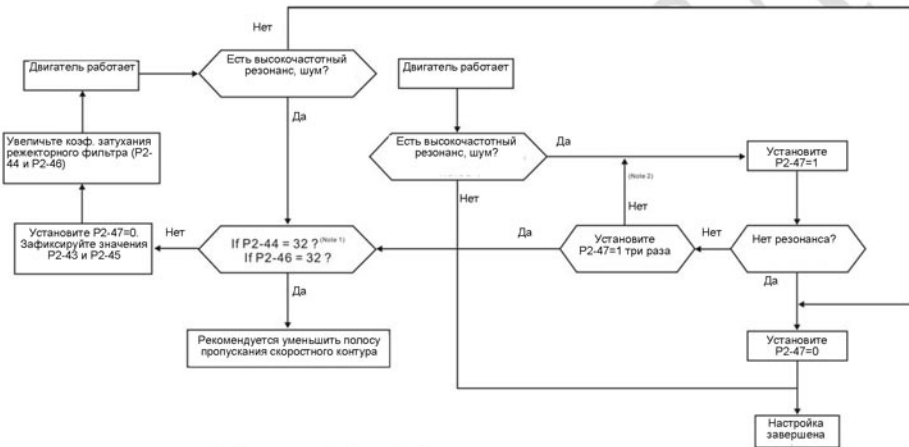 Нет
Двигатель работает
Есть высокочастотный
резонанс, шум?
Двигатель работает
Да
Увеличьте коэф. затухания
режекторного фильтра (P2-
44 и P2-46)
Есть высокочастотный
резонанс, шум?
Да
Установите
P2-47=1
(Note 2)
Нет
Нет
Установите P2-47=0.
Зафиксируйте значения
P2-43 и P2-45
Нет
If P2-44 = 32 ?(Note 1)
If P2-46 = 32 ?
Да
Установите
P2-47=1 три раза
Нет
Нет резонанса?
Да
Да
Рекомендуется уменьшить полосу
пропускания скоростного контура
Установите
P2-47=0
Настройка
завершена